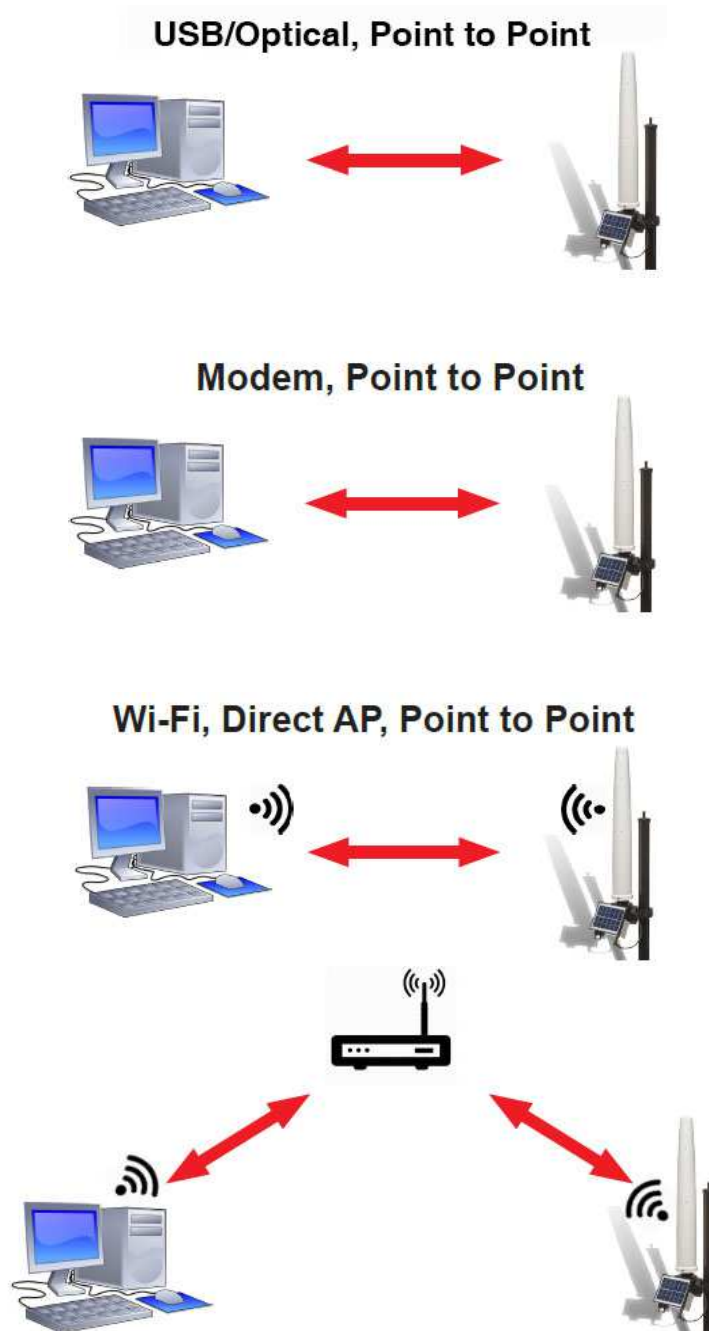 USB/Optical, Point to Point
Modem, Point to Point
Wi-Fi, Direct AP, Point to Point